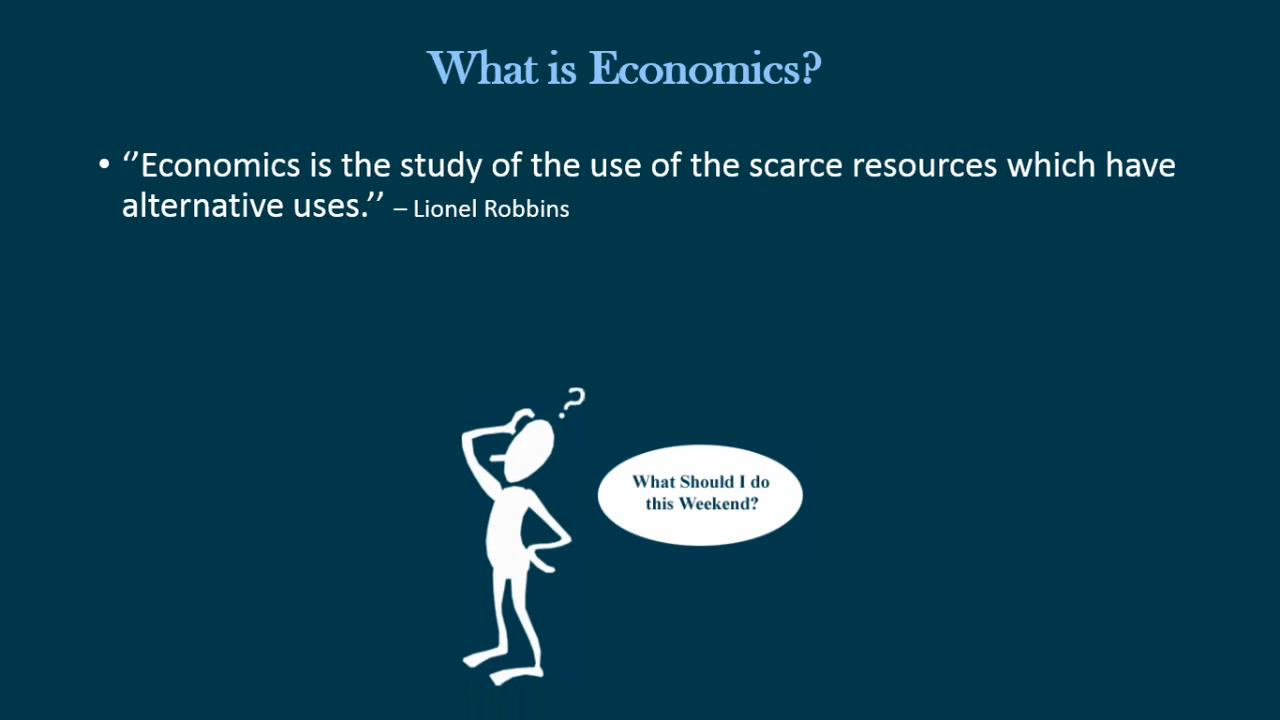 What is Economics?
• ‘’Economics is the study of the use of the scarce resources which have
alternative uses.’’ – Lionel Robbins
?
What Should I do
this Weekend?